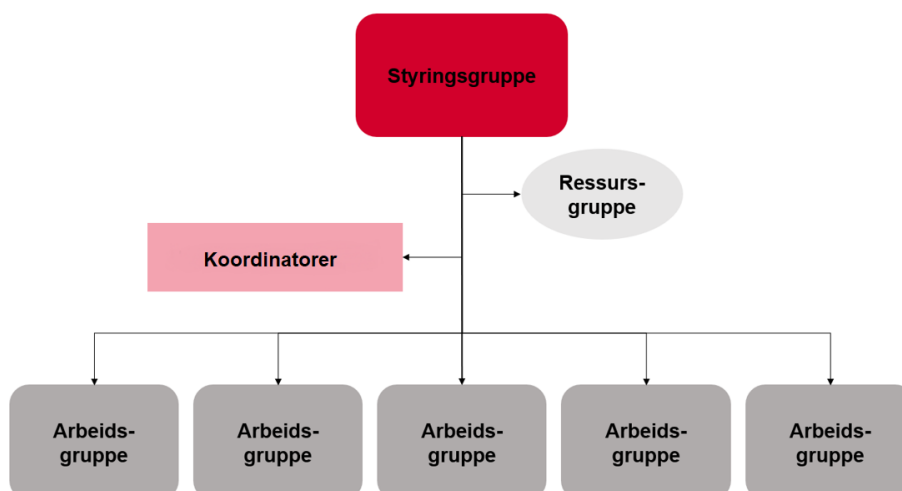 Styringsgruppe
Ressurs-
gruppe
Koordinatorer
Arbeids-
gruppe
Arbeids-
gruppe
Arbeids-
gruppe
Arbeids-
gruppe
Arbeids-
gruppe